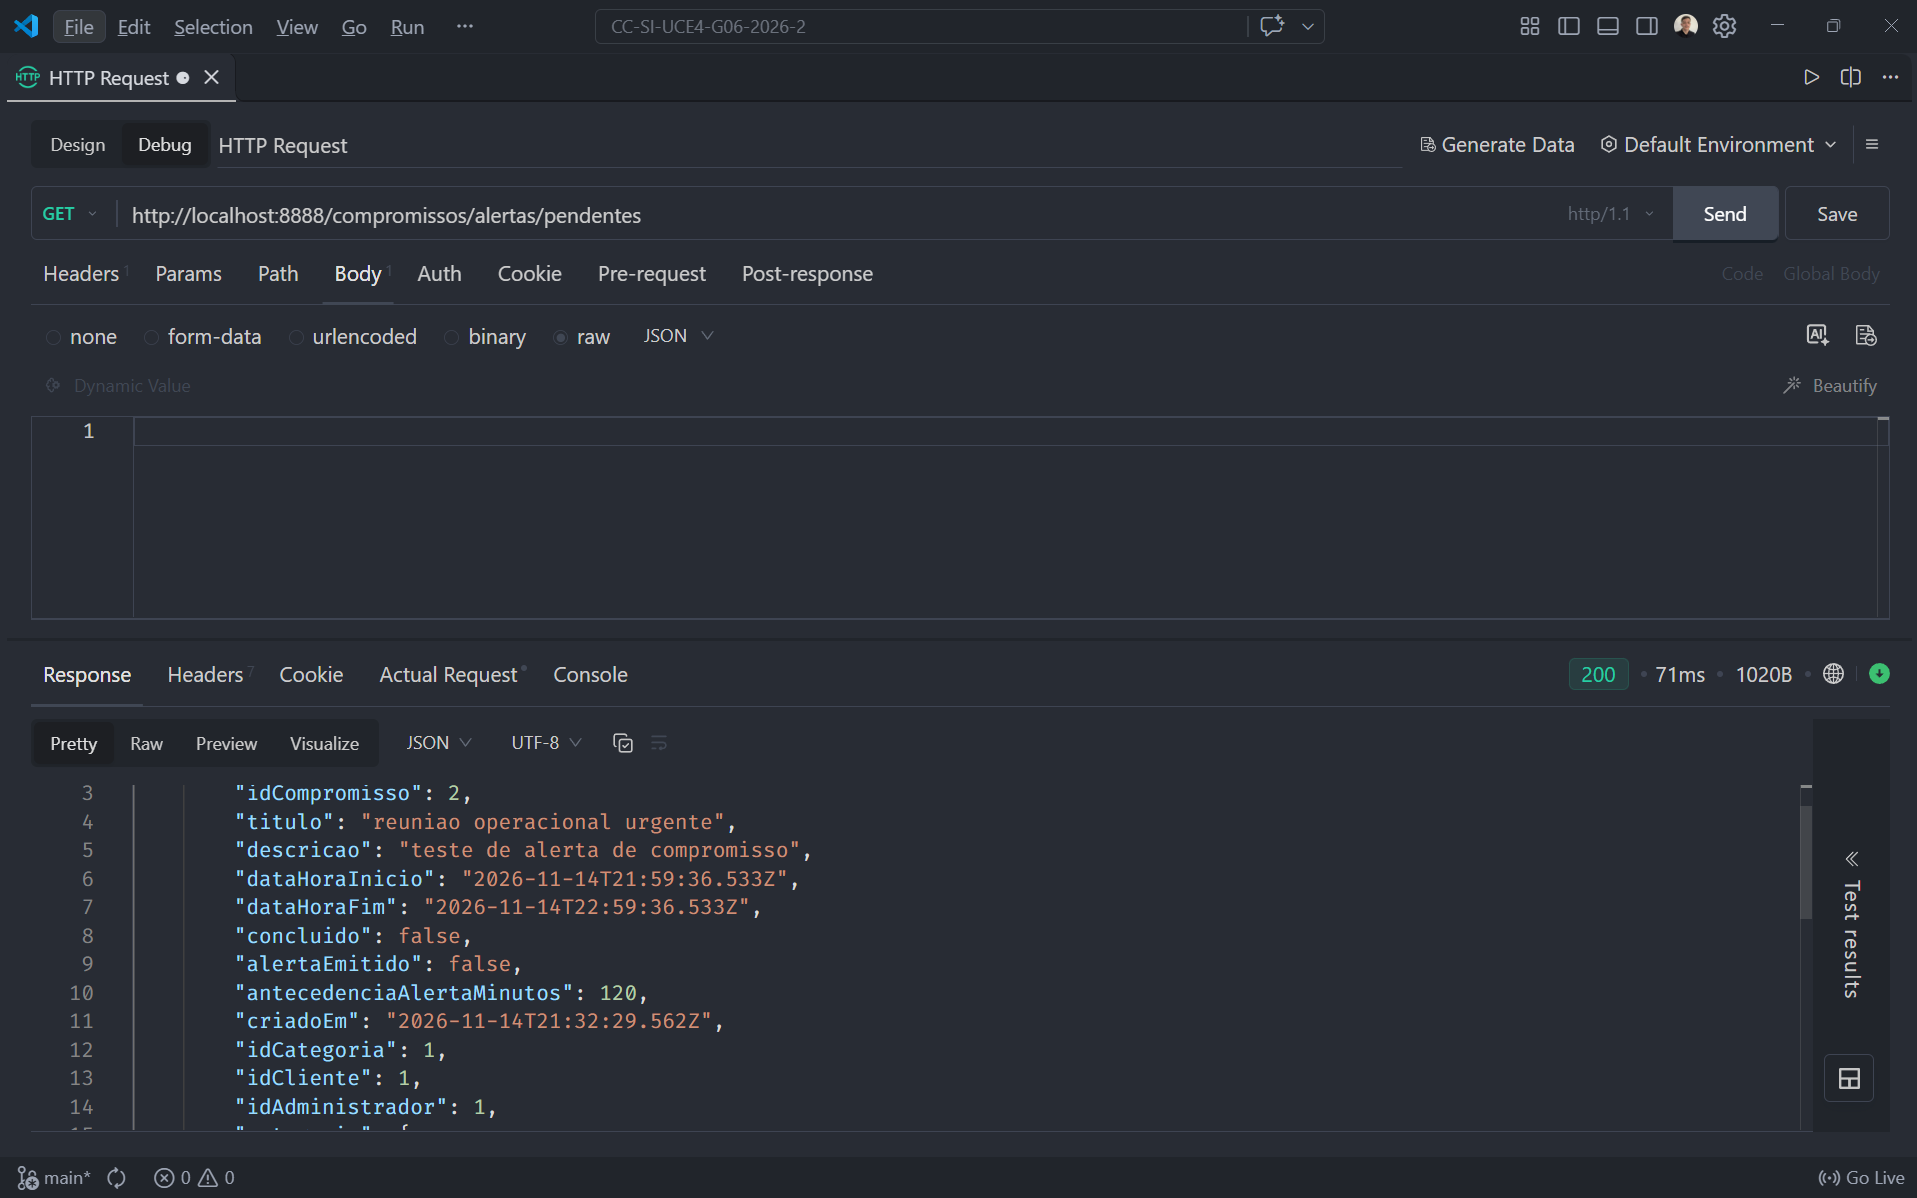 File Edit Selection View Go Run ··· CC-SI-UCE4-G06-2026-2
HTTP HTTP Request
Design Debug HTTP Request Generate Data Default Environment
GET http://localhost:8888/compromissos/alertas/pendentes http/1.1 Send Save
Headers 1 Params Path Body 1 Auth Cookie Pre-request Post-response Code Global Body
none form-data urlencoded binary raw JSON AI
Dynamic Value Beautify
1
Response Headers 7 Cookie Actual Request Console 200 71ms 1020B
Pretty Raw Preview Visualize JSON UTF-8
3 "idCompromisso": 2,
4 "titulo": "reuniao operacional urgente",
5 "descricao": "teste de alerta de compromisso",
6 "dataHoraInicio": "2026-11-14T21:59:36.533Z",
7 "dataHoraFim": "2026-11-14T22:59:36.533Z",
8 "concluido": false,
9 "alertaEmitido": false,
10 "antecedenciaAlertaMinutos": 120,
11 "criadoEm": "2026-11-14T21:32:29.562Z",
12 "idCategoria": 1,
13 "idCliente": 1,
14 "idAdministrador": 1,
Test results
main* 0 0 Go Live